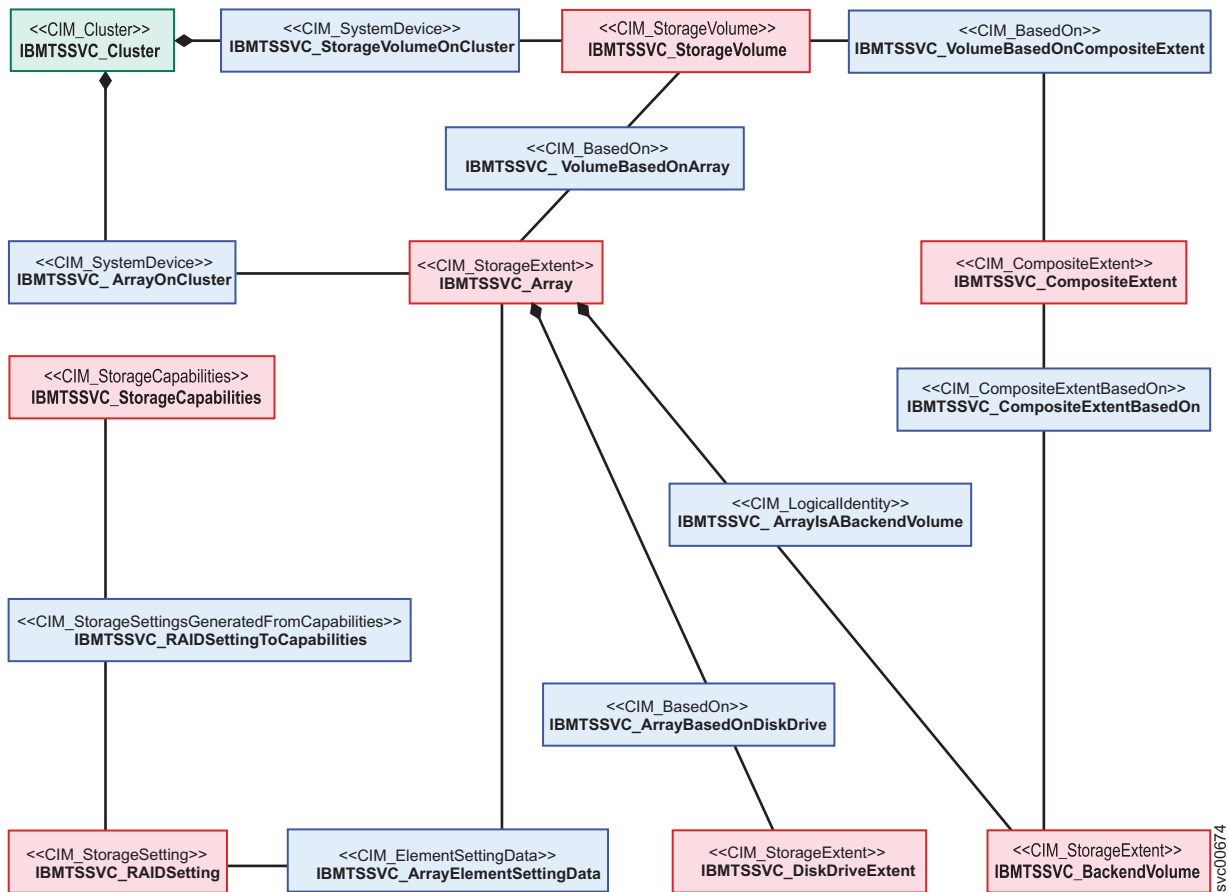 <<CIM_Cluster>>
IBMTSSVC_Cluster
<<CIM_SystemDevice>>
IBMTSSVC_StorageVolumeOnCluster
<<CIM_StorageVolume>>
IBMTSSVC_StorageVolume
<<CIM_BasedOn>>
IBMTSSVC_VolumeBasedOnCompositeExtent
<<CIM_BasedOn>>
IBMTSSVC_ VolumeBasedOnArray
<<CIM_SystemDevice>>
IBMTSSVC_ ArrayOnCluster
<<CIM_StorageExtent>>
IBMTSSVC_Array
<<CIM_CompositeExtent>>
IBMTSSVC_CompositeExtent
<<CIM_StorageCapabilities>>
IBMTSSVC_StorageCapabilities
<<CIM_CompositeExtentBasedOn>>
IBMTSSVC_CompositeExtentBasedOn
<<CIM_LogicalIdentity>>
IBMTSSVC_ ArrayIsABackendVolume
<<CIM_StorageSettingsGeneratedFromCapabilities>>
IBMTSSVC_RAIDSettingToCapabilities
<<CIM_BasedOn>>
IBMTSSVC_ArrayBasedOnDiskDrive
<<CIM_StorageSetting>>
IBMTSSVC_RAIDSetting
<<CIM_ElementSettingData>>
IBMTSSVC_ArrayElementSettingData
<<CIM_StorageExtent>>
IBMTSSVC_DiskDriveExtent
<<CIM_StorageExtent>>
IBMTSSVC_BackendVolume
svc00674